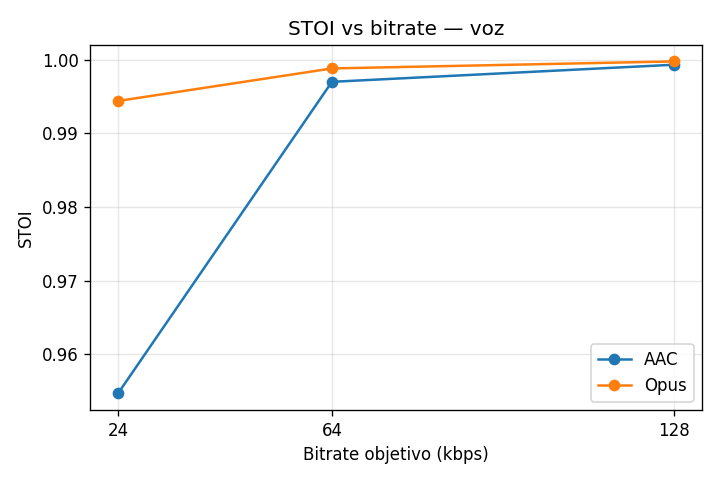 STOI vs bitrate — voz
1.00
0.99
0.98
0.97
0.96
STOI
AAC
Opus
24
64
128
Bitrate objetivo (kbps)